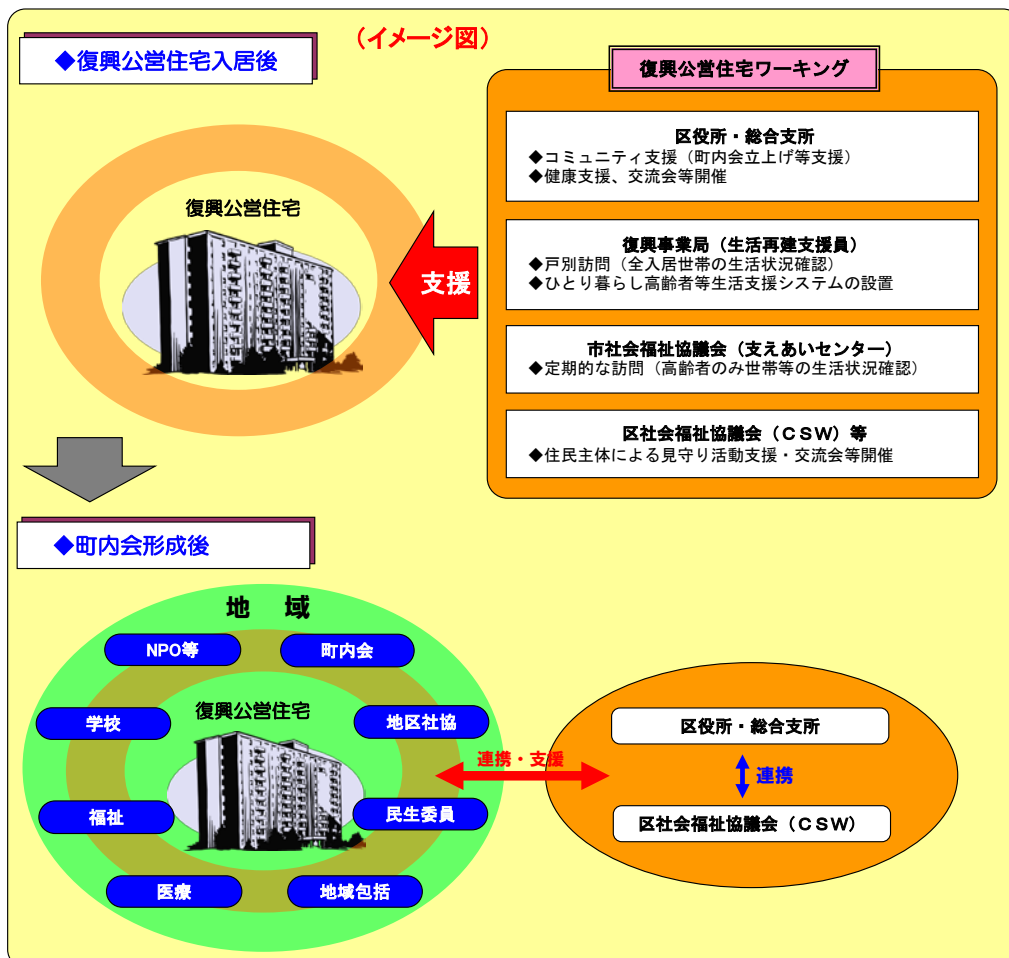 （イメージ図）
◆復興公営住宅入居後
復興公営住宅ワーキング
区役所・総合支所
◆コミュニティ支援（町内会立上げ等支援）
◆健康支援、交流会等開催
復興公営住宅
支援
復興事業局（生活再建支援員）
◆戸別訪問（全入居世帯の生活状況確認）
◆ひとり暮らし高齢者等生活支援システムの設置
市社会福祉協議会（支えあいセンター）
◆定期的な訪問（高齢者のみ世帯等の生活状況確認）
区社会福祉協議会（ＣＳＷ）等
◆住民主体による見守り活動支援・交流会等開催
◆町内会形成後
地　域
NPO等
町内会
学校
復興公営住宅
地区社協
福祉
民生委員
医療
地域包括
連携・支援
区役所・総合支所
連携
区社会福祉協議会（ＣＳＷ）